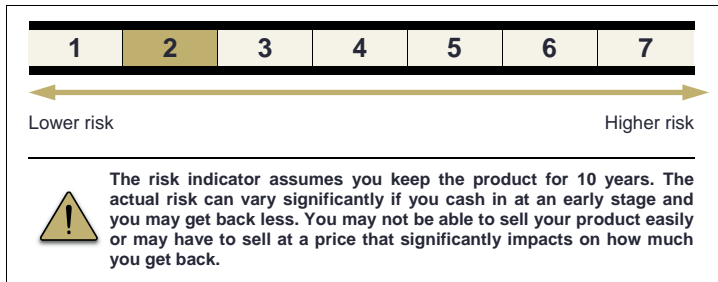 1 2 3 4 5 6 7
Lower risk Higher risk
The risk indicator assumes you keep the product for 10 years. The
actual risk can vary significantly if you cash in at an early stage and
you may get back less. You may not be able to sell your product easily
or may have to sell at a price that significantly impacts on how much
you get back.